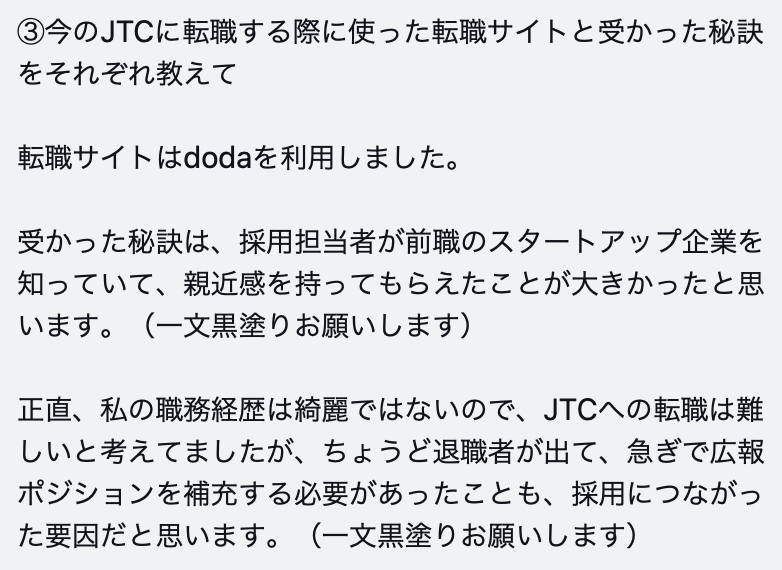 ③今のJTCに転職する際に使った転職サイトと受かった秘訣
をそれぞれ教えて
転職サイトはdodaを利用しました。
受かった秘訣は、採用担当者が前職のスタートアップ企業を
知っていて、親近感を持ってもらえたことが大きかったと思
います。（一文黒塗りお願いします）
正直、私の職務経歴は綺麗ではないので、JTCへの転職は難
しいと考えてましたが、ちょうど退職者が出て、急ぎで広報
ポジションを補充する必要があったことも、採用につながっ
た要因だと思います。（一文黒塗りお願いします）